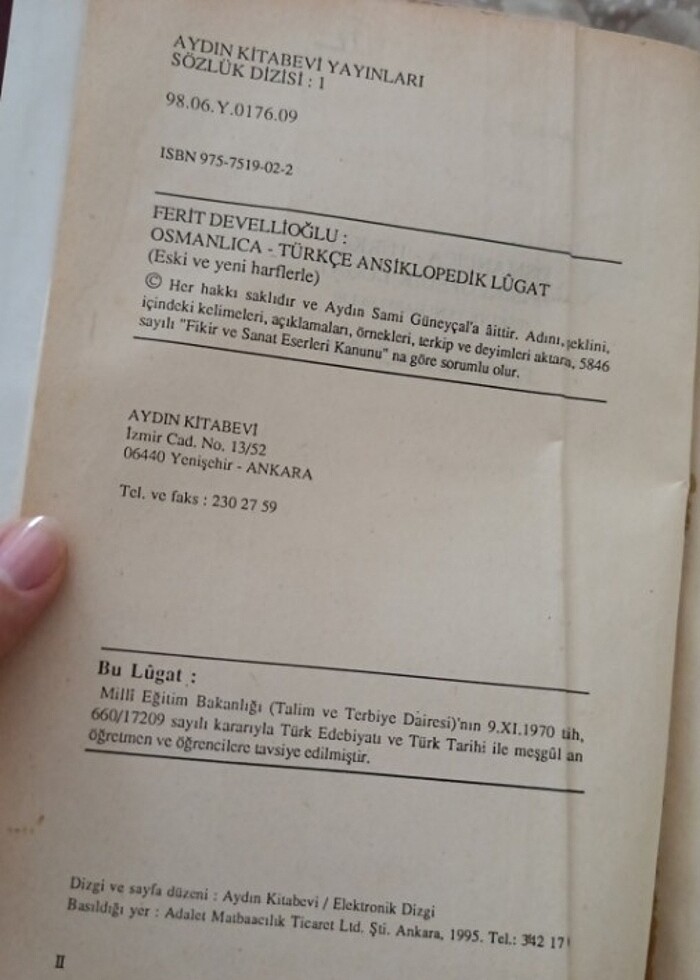 AYDIN KİTABEVİ YAYINLARI
SÖZLÜK DİZİSİ : 1
98.06.Y.0176.09
ISBN 975-7519-02-2
FERİT DEVELLİOĞLU :
OSMANLICA - TÜRKÇE ANSİKLOPEDİK LÛGAT
(Eski ve yeni harflerle)
© Her hakkı saklıdır ve Aydın Sami Güneyçal'a âittir. Adını, şeklini,
içindeki kelimeleri, açıklamaları, örnekleri, terkip ve deyimleri aktara, 5846
sayılı "Fikir ve Sanat Eserleri Kanunu" na göre sorumlu olur.
AYDIN KİTABEVİ
İzmir Cad. No. 13/52
06440 Yenişehir - ANKARA
Tel. ve faks : 230 27 59
Bu Lûgat :
Millî Eğitim Bakanlığı (Talim ve Terbiye Dairesi)'nın 9.XI.1970 tarih,
660/17209 sayılı kararıyla Türk Edebiyatı ve Türk Tarihi ile meşgûl an
öğretmen ve öğrencilere tavsiye edilmiştir.
Dizgi ve sayfa düzeni : Aydın Kitabevi / Elektronik Dizgi
Basıldığı yer : Adalet Matbaacılık Ticaret Ltd. Şti. Ankara, 1995. Tel.: 342 17
II